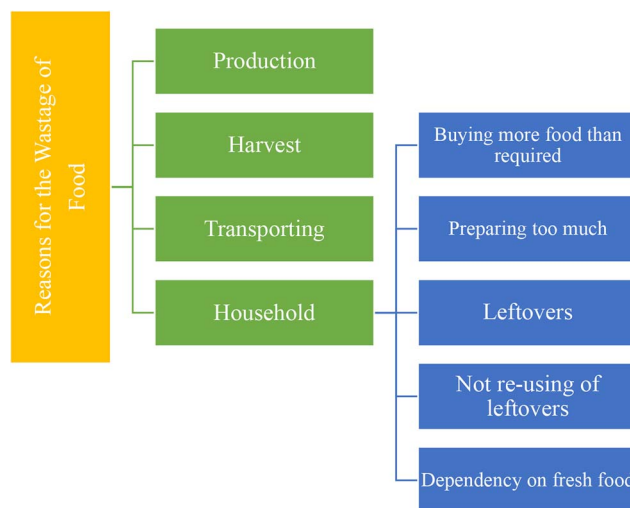 Reasons for the Wastage of
Food
Production
Harvest
Transporting
Household
Buying more food than
required
Preparing too much
Leftovers
Not re-using of
leftovers
Dependency on fresh food